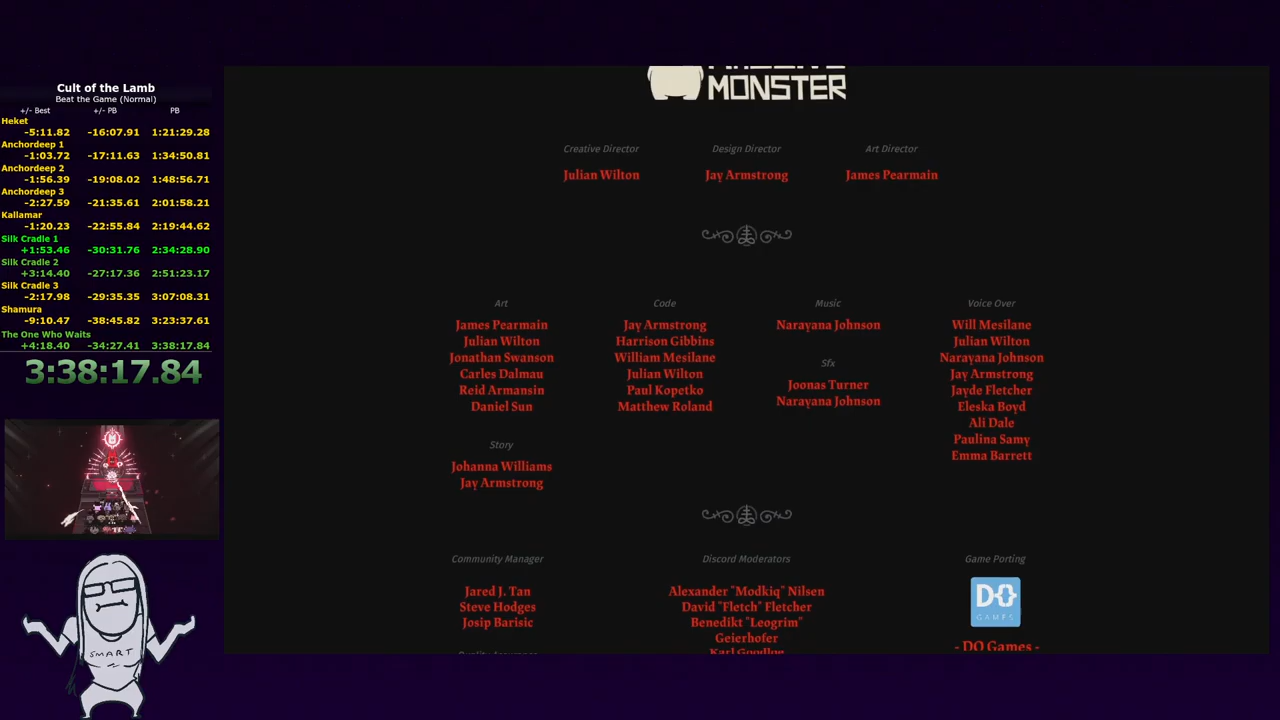 Cult of the Lamb
Beat the Game (Normal)
+/- Best +/- PB PB
Heket
-5:11.82 -16:07.91 1:21:29.28
Anchordeep 1
-1:03.72 -17:11.63 1:34:50.81
Anchordeep 2
-1:56.39 -19:08.02 1:48:56.71
Anchordeep 3
-2:27.59 -21:35.61 2:01:58.21
Kallamar
-1:20.23 -22:55.84 2:19:44.62
Silk Cradle 1
+1:53.46 -30:31.76 2:34:28.90
Silk Cradle 2
+3:14.40 -27:17.36 2:51:23.17
Silk Cradle 3
-2:17.98 -29:35.35 3:07:08.31
Shamura
-9:10.47 -38:45.82 3:23:37.61
The One Who Waits
+4:18.40 -34:27.41 3:38:17.84
3:38:17.84
SMART
MONSTER
Creative Director Design Director Art Director
Julian Wilton Jay Armstrong James Pearmain
Art
James Pearmain
Julian Wilton
Jonathan Swanson
Carles Dalmau
Reid Armansin
Daniel Sun
Story
Johanna Williams
Jay Armstrong
Code
Jay Armstrong
Harrison Gibbins
William Mesilane
Julian Wilton
Paul Kopetko
Matthew Roland
Music
Narayana Johnson
Sfx
Joonas Turner
Narayana Johnson
Voice Over
Will Mesilane
Julian Wilton
Narayana Johnson
Jay Armstrong
Jayde Fletcher
Eleska Boyd
Ali Dale
Paulina Samy
Emma Barrett
Community Manager
Jared J. Tan
Steve Hodges
Josip Barisic
Discord Moderators
Alexander "Modkiq" Nilsen
David "Fletch" Fletcher
Benedikt "Leogrim"
Geierhofer
Karl Goodloe
Game Porting
DO
GAMES
- DO Games -